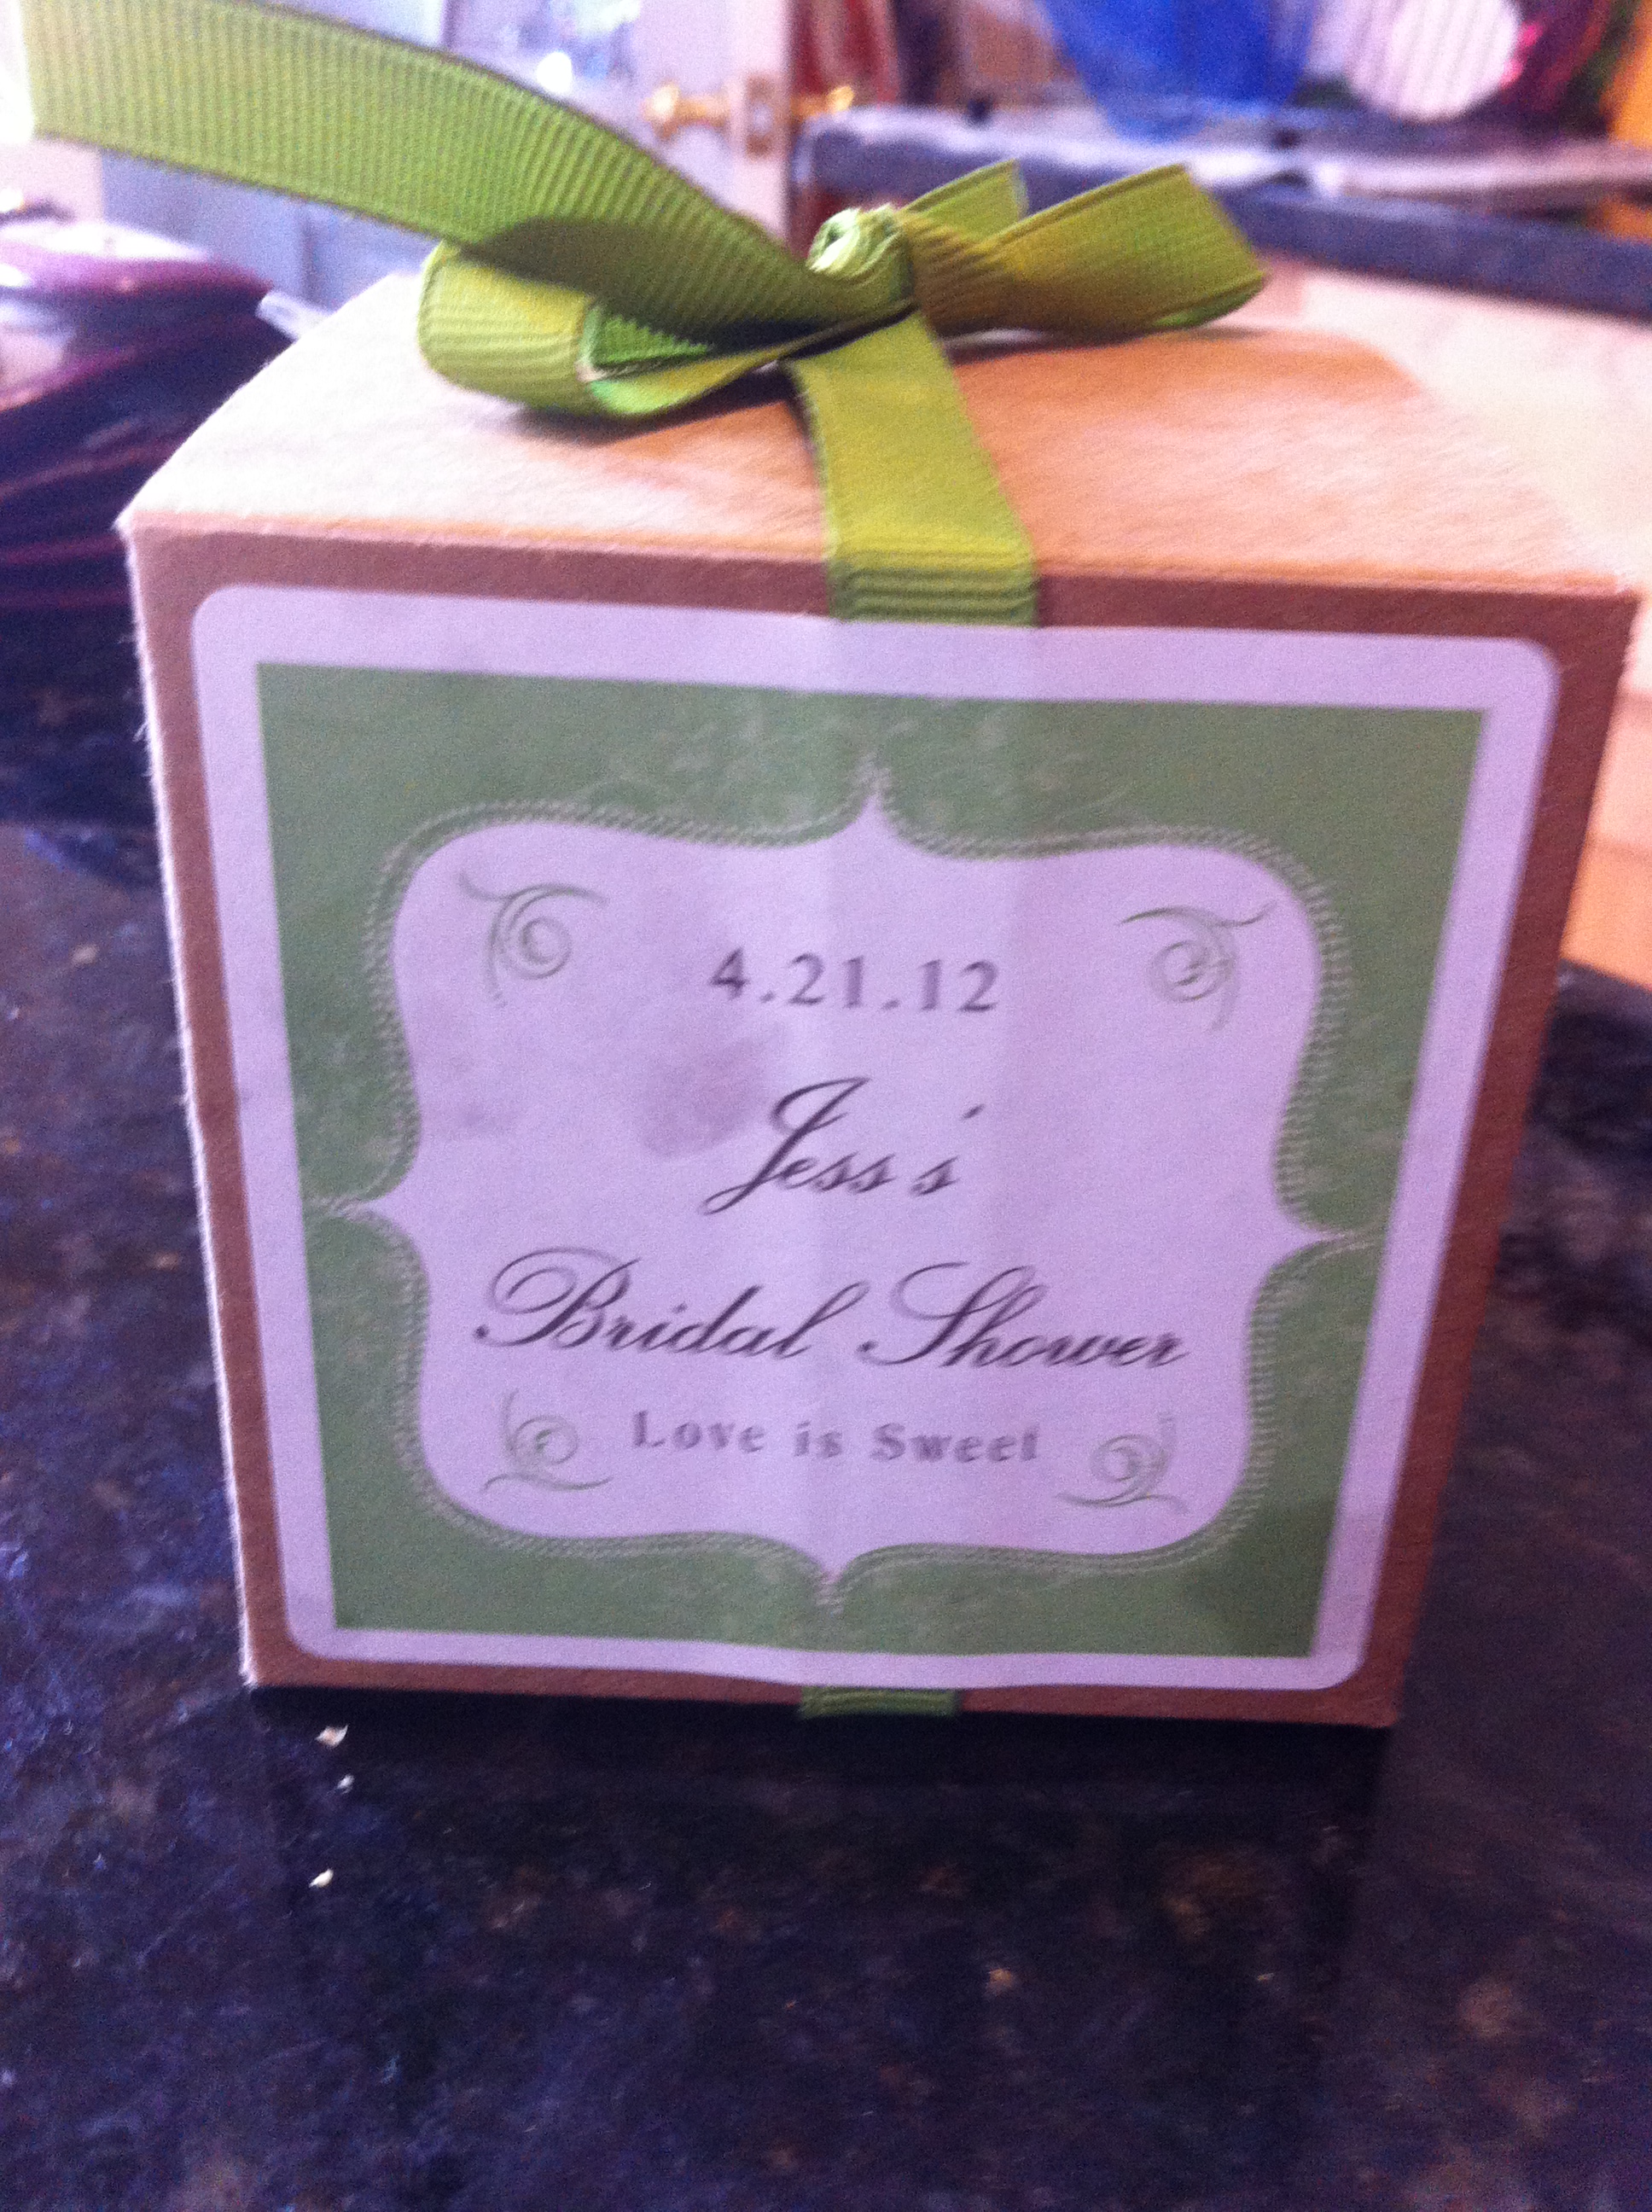 4.21.12
Jess's
Bridal Shower
Love is Sweet